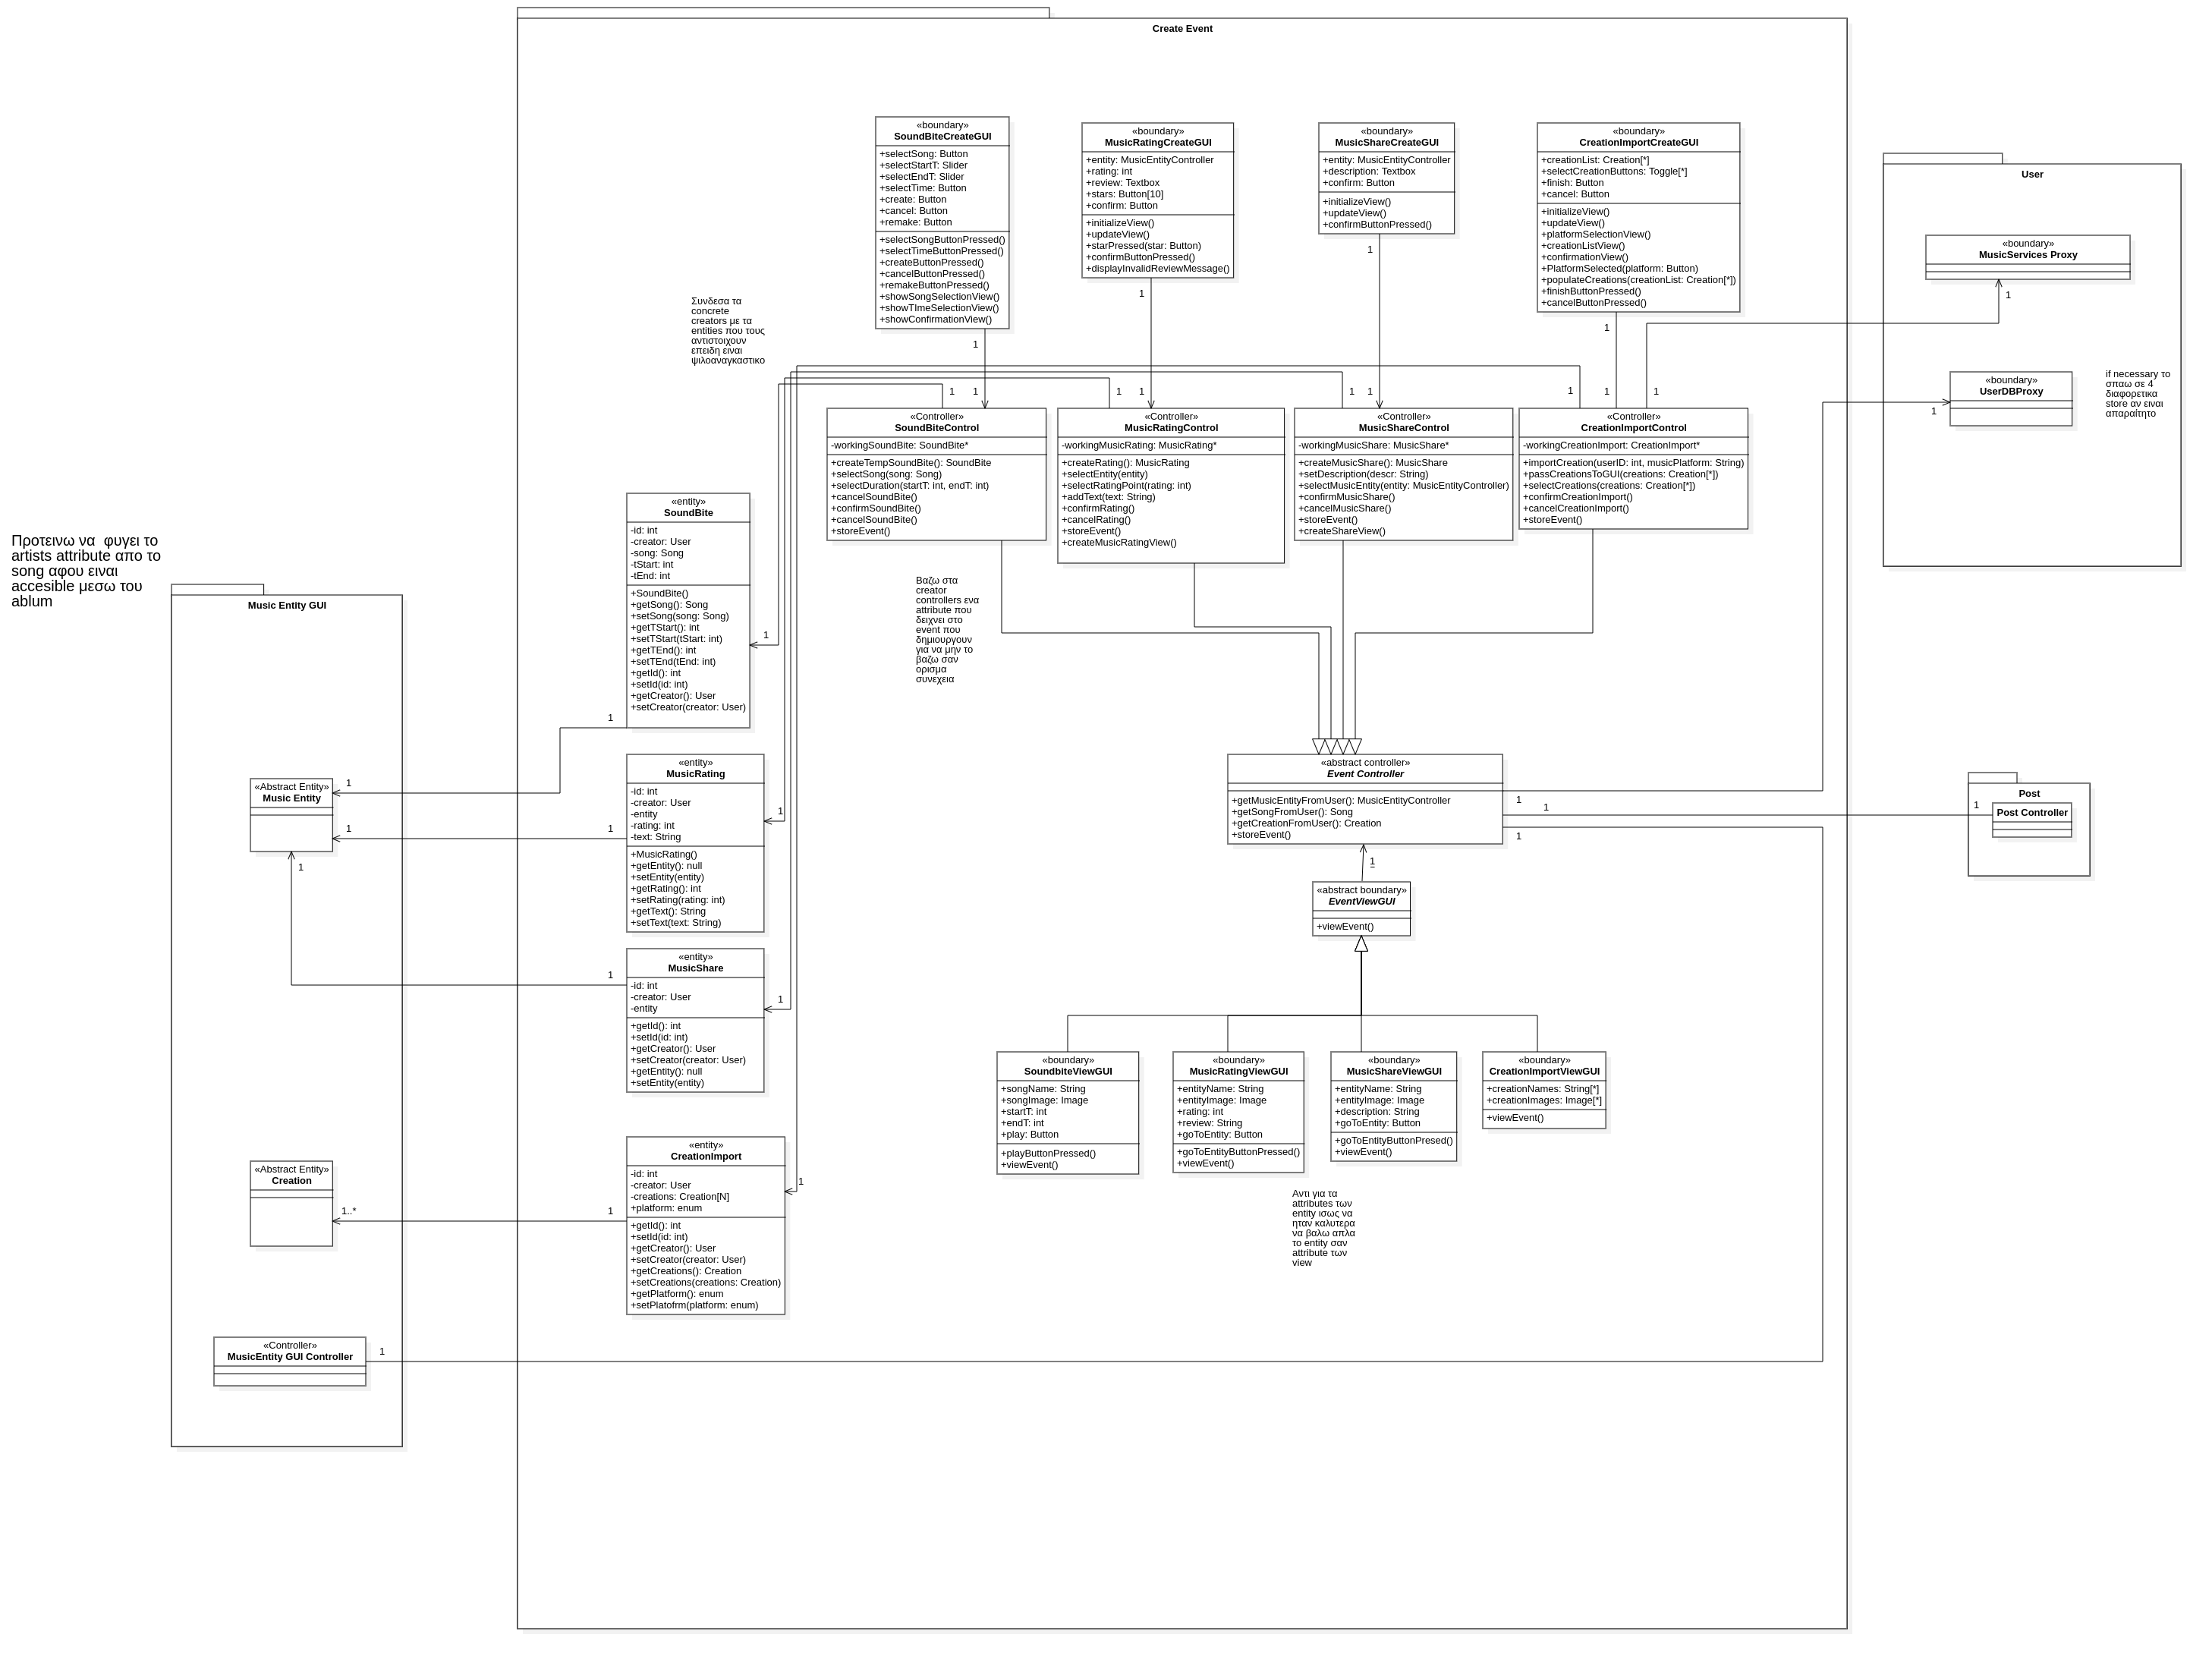 Create Event
«boundary»
SoundBiteCreateGUI
+selectSong: Button
+selectStartT: Slider
+selectEndT: Slider
+selectTime: Button
+create: Button
+cancel: Button
+remake: Button
+selectSongButtonPressed()
+selectTimeButtonPressed()
+createButtonPressed()
+cancelButtonPressed()
+remakeButtonPressed()
+showSongSelectionView()
+showTImeSelectionView()
+showConfirmationView()
1
1
«boundary»
MusicRatingCreateGUI
+entity: MusicEntityController
+rating: int
+review: Textbox
+stars: Button[10]
+confirm: Button
+initializeView()
+updateView()
+starPressed(star: Button)
+confirmButtonPressed()
+displayInvalidReviewMessage()
1
1
«boundary»
MusicShareCreateGUI
+entity: MusicEntityController
+description: Textbox
+confirm: Button
+initializeView()
+updateView()
+confirmButtonPressed()
1
1
«boundary»
CreationImportCreateGUI
+creationList: Creation[*]
+selectCreationButtons: Toggle[*]
+finish: Button
+cancel: Button
+initializeView()
+updateView()
+platformSelectionView()
+creationListView()
+confirmationView()
+PlatformSelected(platform: Button)
+populateCreations(creationList: Creation[*])
+finishButtonPressed()
+cancelButtonPressed()
1
1
User
«boundary»
MusicServices Proxy
1
«boundary»
UserDBProxy
1
if necessary το
σπαω σε 4
διαφορετικα
store αν ειναι
απαραίτητο
Συνδεσα τα
concrete
creators με τα
entities που τους
αντιστοιχουν
επειδη ειναι
ψιλοαναγκαστικο
1
1
1
1
1
«Controller»
SoundBiteControl
-workingSoundBite: SoundBite*
+createTempSoundBite(): SoundBite
+selectSong(song: Song)
+selectDuration(startT: int, endT: int)
+cancelSoundBite()
+confirmSoundBite()
+cancelSoundBite()
+storeEvent()
«Controller»
MusicRatingControl
-workingMusicRating: MusicRating*
+createRating(): MusicRating
+selectEntity(entity)
+selectRatingPoint(rating: int)
+addText(text: String)
+confirmRating()
+cancelRating()
+storeEvent()
+createMusicRatingView()
«Controller»
MusicShareControl
-workingMusicShare: MusicShare*
+createMusicShare(): MusicShare
+setDescription(descr: String)
+selectMusicEntity(entity: MusicEntityController)
+confirmMusicShare()
+cancelMusicShare()
+storeEvent()
+createShareView()
«Controller»
CreationImportControl
-workingCreationImport: CreationImport*
+importCreation(userID: int, musicPlatform: String)
+passCreationsToGUI(creations: Creation[*])
+selectCreations(creations: Creation[*])
+confirmCreationImport()
+cancelCreationImport()
+storeEvent()
Προτεινω να  φυγει το
artists attribute απο το
song αφου ειναι
accesible μεσω του
ablum
Βαζω στα
creator
controllers ενα
attribute που
δειχνει στο
event που
δημιουργουν
για να μην το
βαζω σαν
ορισμα
συνεχεια
«entity»
SoundBite
-id: int
-creator: User
-song: Song
-tStart: int
-tEnd: int
+SoundBite()
+getSong(): Song
+setSong(song: Song)
+getTStart(): int
+setTStart(tStart: int)
+getTEnd(): int
+setTEnd(tEnd: int)
+getId(): int
+setId(id: int)
+getCreator(): User
+setCreator(creator: User)
1
1
Music Entity GUI
«Abstract Entity»
Music Entity
1
1
1
«Abstract Entity»
Creation
1..*
«Controller»
MusicEntity GUI Controller
1
«entity»
MusicRating
-id: int
-creator: User
-entity
-rating: int
-text: String
+MusicRating()
+getEntity(): null
+setEntity(entity)
+getRating(): int
+setRating(rating: int)
+getText(): String
+setText(text: String)
1
1
«entity»
MusicShare
-id: int
-creator: User
-entity
+getId(): int
+setId(id: int)
+getCreator(): User
+setCreator(creator: User)
+getEntity(): null
+setEntity(entity)
1
1
«entity»
CreationImport
-id: int
-creator: User
-creations: Creation[N]
+platform: enum
+getId(): int
+setId(id: int)
+getCreator(): User
+setCreator(creator: User)
+getCreations(): Creation
+setCreations(creations: Creation)
+getPlatform(): enum
+setPlatofrm(platform: enum)
1
1
«abstract controller»
Event Controller
+getMusicEntityFromUser(): MusicEntityController
+getSongFromUser(): Song
+getCreationFromUser(): Creation
+storeEvent()
1
1
1
1
Post
Post Controller
1
«abstract boundary»
EventViewGUI
+viewEvent()
«boundary»
SoundbiteViewGUI
+songName: String
+songImage: Image
+startT: int
+endT: int
+play: Button
+playButtonPressed()
+viewEvent()
«boundary»
MusicRatingViewGUI
+entityName: String
+entityImage: Image
+rating: int
+review: String
+goToEntity: Button
+goToEntityButtonPressed()
+viewEvent()
«boundary»
MusicShareViewGUI
+entityName: String
+entityImage: Image
+description: String
+goToEntity: Button
+goToEntityButtonPresed()
+viewEvent()
«boundary»
CreationImportViewGUI
+creationNames: String[*]
+creationImages: Image[*]
+viewEvent()
Αντι για τα
attributes των
entity ισως να
ηταν καλυτερα
να βαλω απλα
το entity σαν
attribute των
view